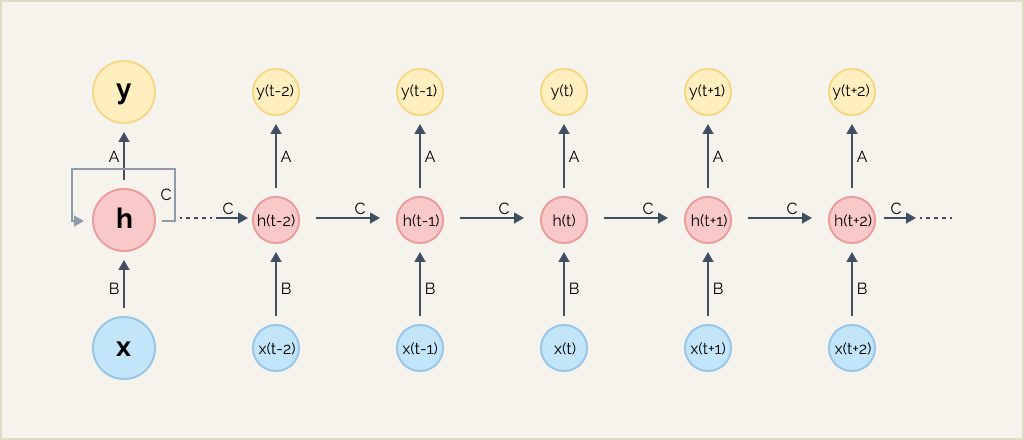 y y(t-2) y(t-1) y(t) y(t+1) y(t+2)
A A A A A A
C
h C h(t-2) C h(t-1) C h(t) C h(t+1) C h(t+2) C
B B B B B B
x x(t-2) x(t-1) x(t) x(t+1) x(t+2)